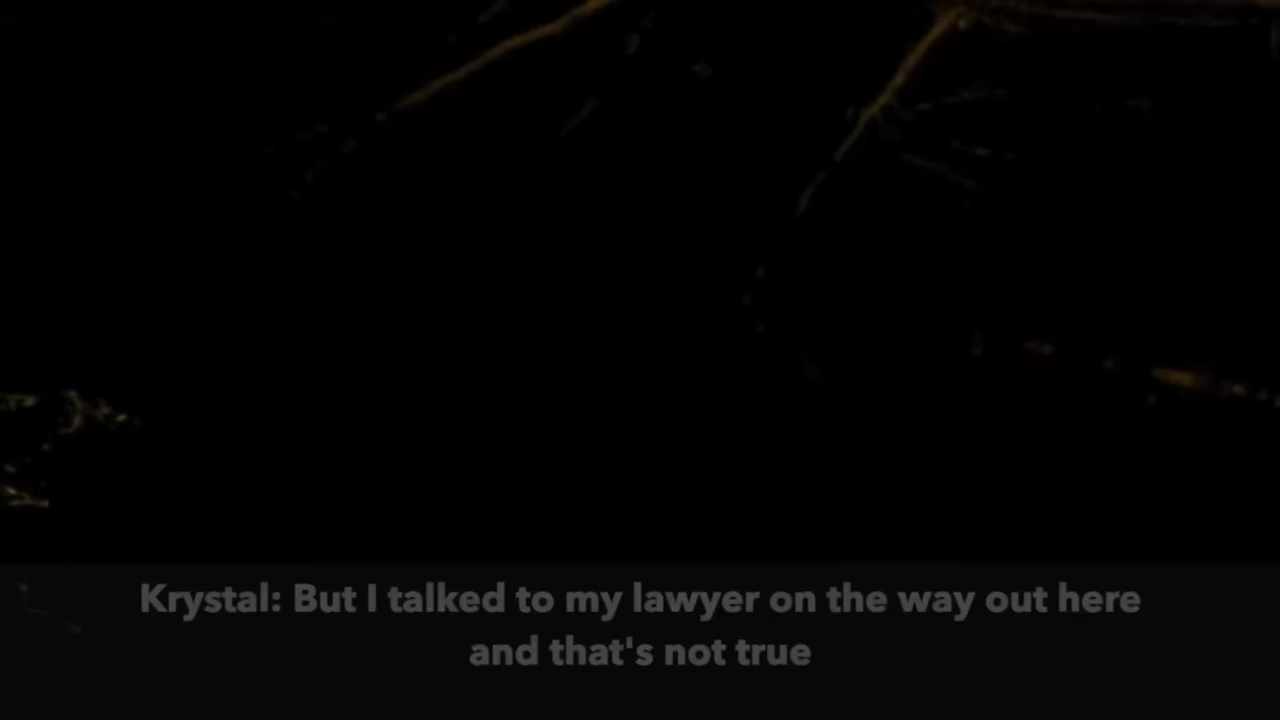 Krystal: But I talked to my lawyer on the way out here
and that's not true